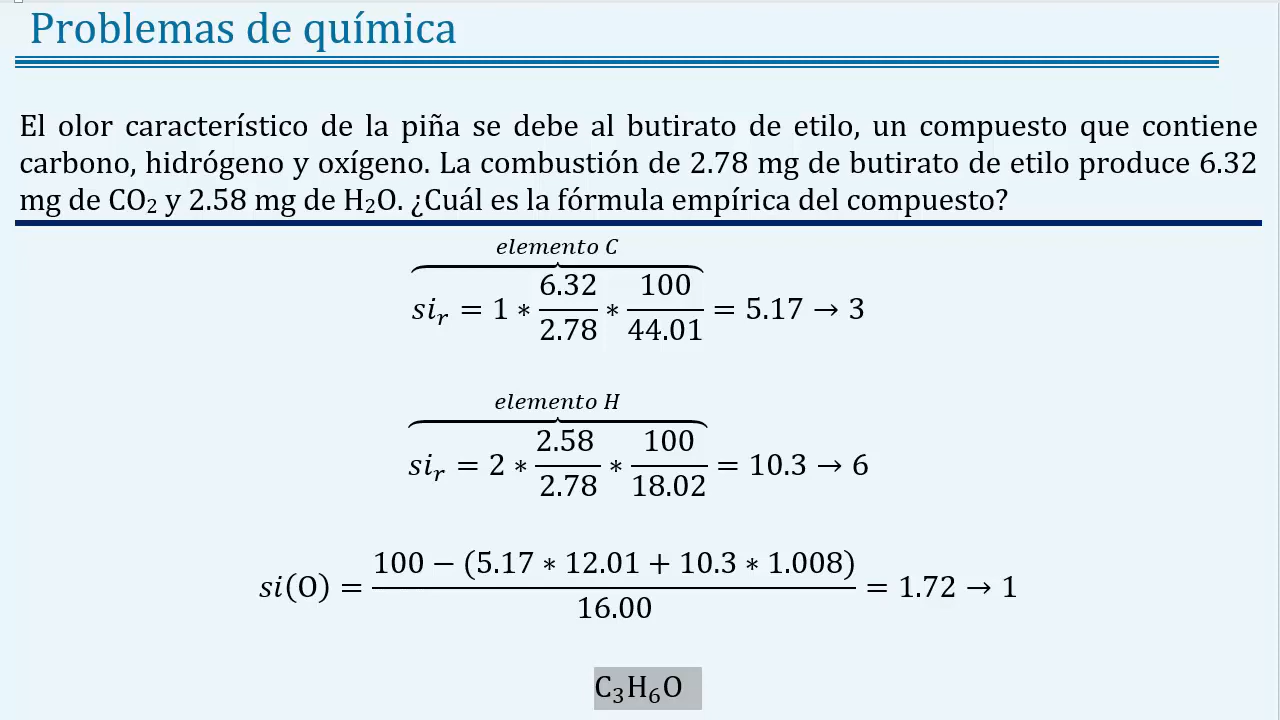 Problemas de química
El olor característico de la piña se debe al butirato de etilo, un compuesto que contiene
carbono, hidrógeno y oxígeno. La combustión de 2.78 mg de butirato de etilo produce 6.32
mg de CO₂ y 2.58 mg de H₂O. ¿Cuál es la fórmula empírica del compuesto?
elemento C
siᵣ = 1 ∗ 6.32/2.78 ∗ 100/44.01 = 5.17 → 3
elemento H
siᵣ = 2 ∗ 2.58/2.78 ∗ 100/18.02 = 10.3 → 6
si(O) = 100 − (5.17 ∗ 12.01 + 10.3 ∗ 1.008)/16.00 = 1.72 → 1
C₃H₆O